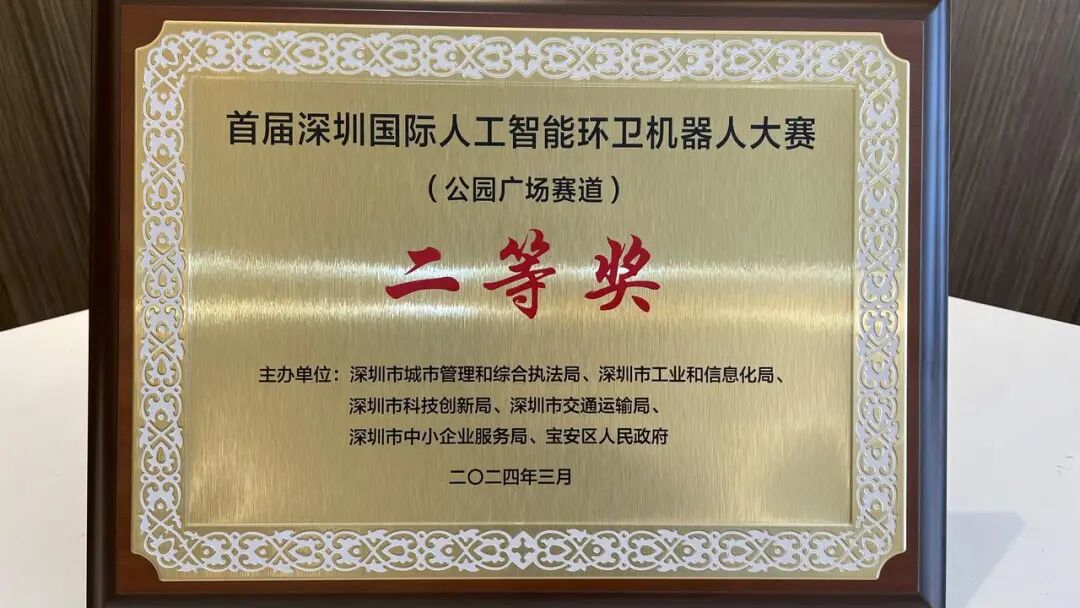 首届深圳国际人工智能环卫机器人大赛
（公园广场赛道）
二等奖
主办单位：深圳市城市管理和综合执法局、深圳市工业和信息化局、
深圳市科技创新局、深圳市交通运输局、
深圳市中小企业服务局、宝安区人民政府
二〇二四年三月